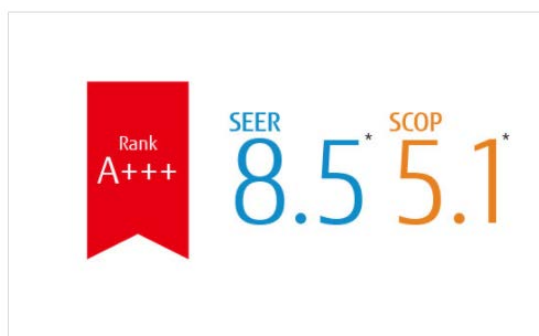 Rank
A+++
SEER
8.5*
SCOP
5.1*